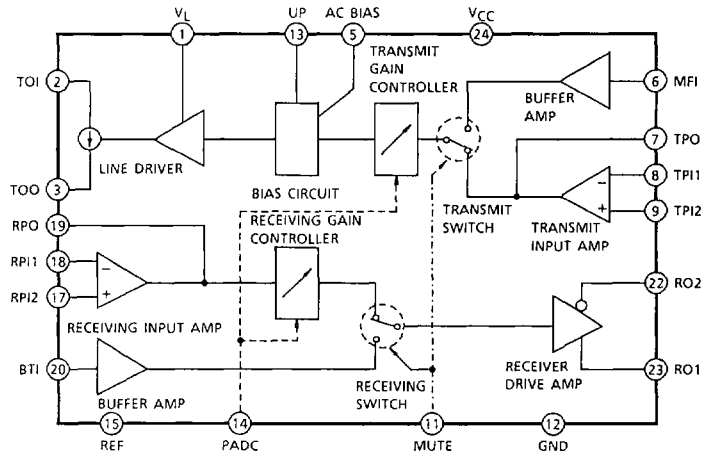 VL UP AC BIAS VCC
1 13 5 24
TRANSMIT
GAIN
CONTROLLER
TOI 2
6 MFI
BUFFER
AMP
7 TPO
LINE DRIVER
BIAS CIRCUIT
8 TPI1
TOO 3
TRANSMIT
SWITCH
TRANSMIT
INPUT AMP
9 TPI2
RPO 19
RECEIVING GAIN
CONTROLLER
RPI1 18
RPI2 17
22 RO2
RECEIVING INPUT AMP
RECEIVER
DRIVE AMP
BTI 20
RECEIVING
SWITCH
23 RO1
BUFFER AMP
15 14 11 12
REF PADC MUTE GND